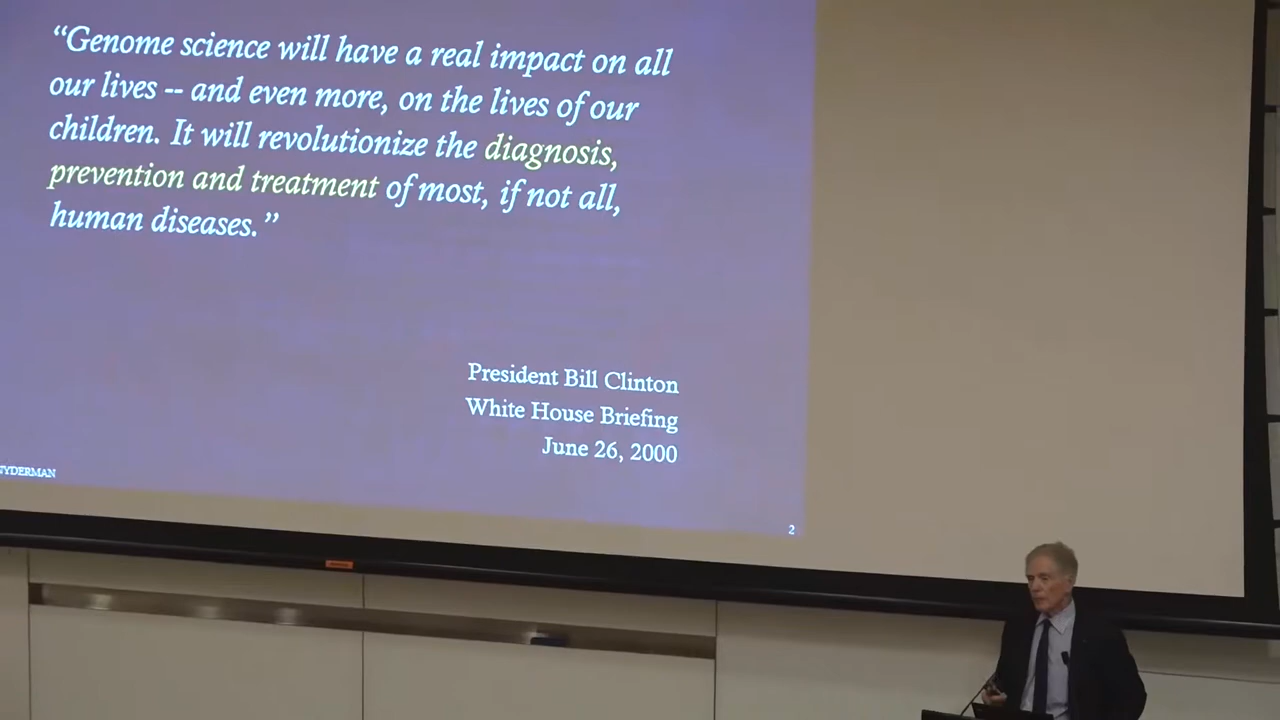 “Genome science will have a real impact on all
our lives -- and even more, on the lives of our
children. It will revolutionize the diagnosis,
prevention and treatment of most, if not all,
human diseases.”
President Bill Clinton
White House Briefing
June 26, 2000
NYDERMAN
2